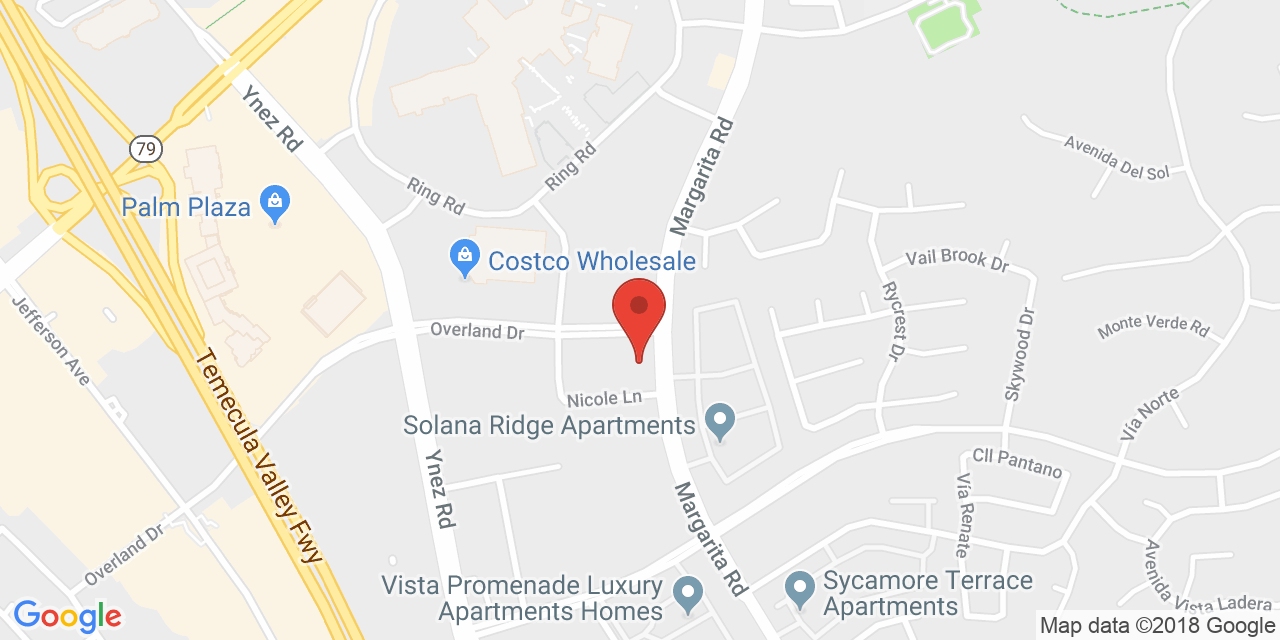 Ynez Rd
79
Palm Plaza
Ring Rd
Ring Rd
Margarita Rd
Avenida Del Sol
Costco Wholesale
Vail Brook Dr
Rycrest Dr
Skywood Dr
Monte Verde Rd
Jefferson Ave
Overland Dr
Temecula Valley Fwy
Nicole Ln
Solana Ridge Apartments
Vía Norte
Ynez Rd
Cll Pantano
Vía Renate
Margarita Rd
Overland Dr
Avenida Vista Ladera
Vista Promenade Luxury
Apartments Homes
Sycamore Terrace
Apartments
Google
Map data ©2018 Google